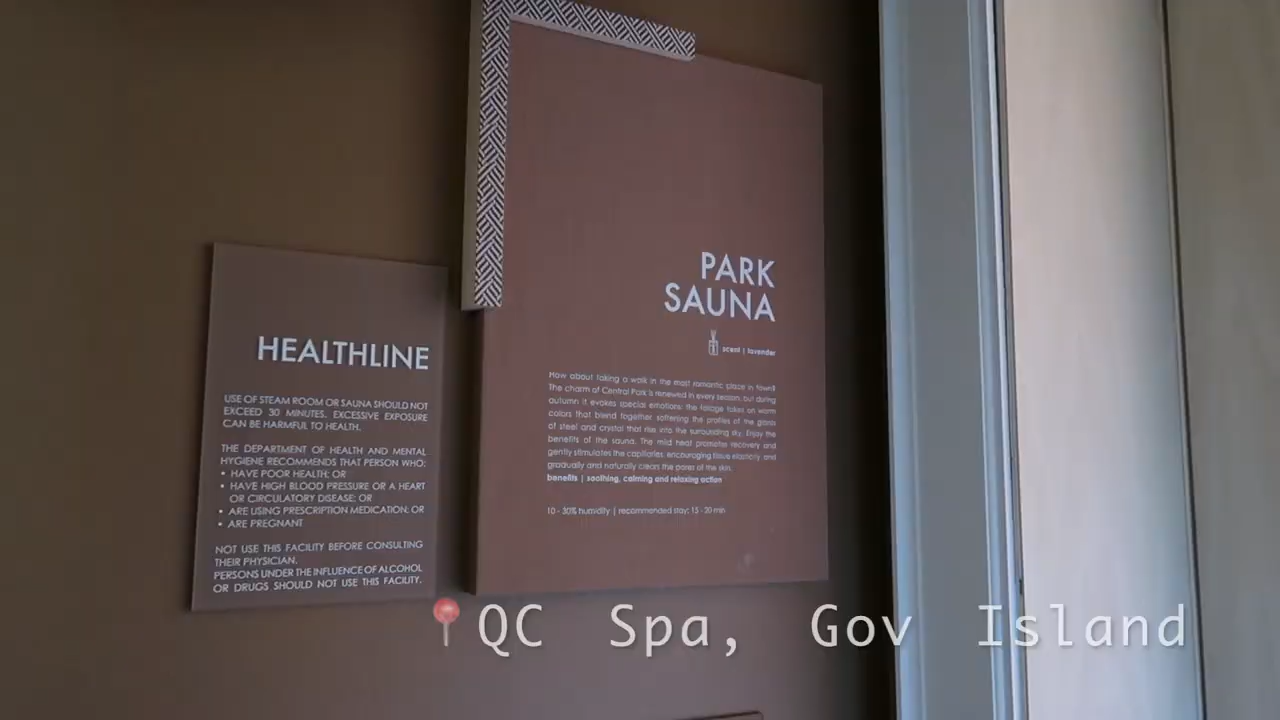 HEALTHLINE
USE OF STEAM ROOM OR SAUNA SHOULD NOT
EXCEED 30 MINUTES. EXCESSIVE EXPOSURE
CAN BE HARMFUL TO HEALTH.
THE DEPARTMENT OF HEALTH AND MENTAL
HYGIENE RECOMMENDS THAT PERSON WHO:
• HAVE POOR HEALTH; OR
• HAVE HIGH BLOOD PRESSURE OR A HEART
OR CIRCULATORY DISEASE; OR
• ARE USING PRESCRIPTION MEDICATION; OR
• ARE PREGNANT
NOT USE THIS FACILITY BEFORE CONSULTING
THEIR PHYSICIAN.
PERSONS UNDER THE INFLUENCE OF ALCOHOL
OR DRUGS SHOULD NOT USE THIS FACILITY.
PARK
SAUNA
scent | lavender
How about taking a walk in the most romantic place in town?
The charm of Central Park is renewed in every season, but during
autumn it evokes special emotions: the foliage takes on warm
colors that blend together softening the profiles of the giants
of steel and crystal that rise into the surrounding sky. Enjoy the
benefits of the sauna. The mild heat promotes recovery and
gently stimulates the capillaries, encouraging tissue elasticity, and
gradually and naturally clears the pores of the skin.
benefits | soothing, calming and relaxing action
10 - 30% humidity | recommended stay: 15 - 20 min
QC Spa, Gov Island